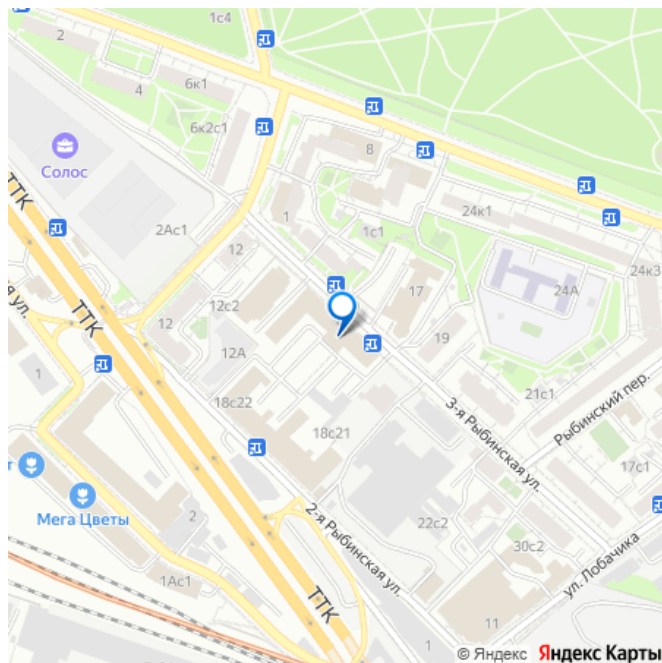 1с4
2
6к1
4
6к2с1
8
Солос
ТТК
24к1
1
2Ас1
1с1
12
24к3
24А
17
12с2
я ул.
ТТК
12
19
12А
1
21с1
18с22
3-я Рыбинская ул.
Рыбинский пер.
18с21
17с1
т
Мега Цветы
2
2-я Рыбинская ул.
22с2
30с2
1Ас1
ТТК
ул. Лобачика
11
1
© Яндекс Яндекс Карты